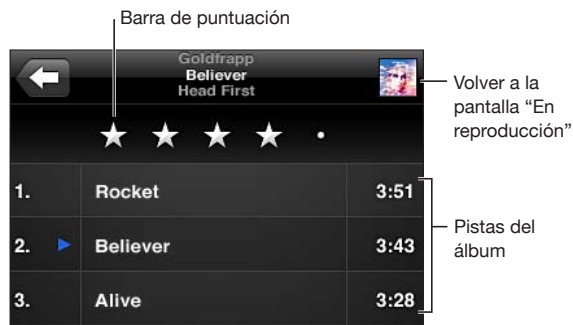 Barra de puntuación
Goldfrapp
Believer
Head First
Volver a la
pantalla “En
reproducción”
1. Rocket 3:51
2. Believer 3:43
3. Alive 3:28
Pistas del
álbum